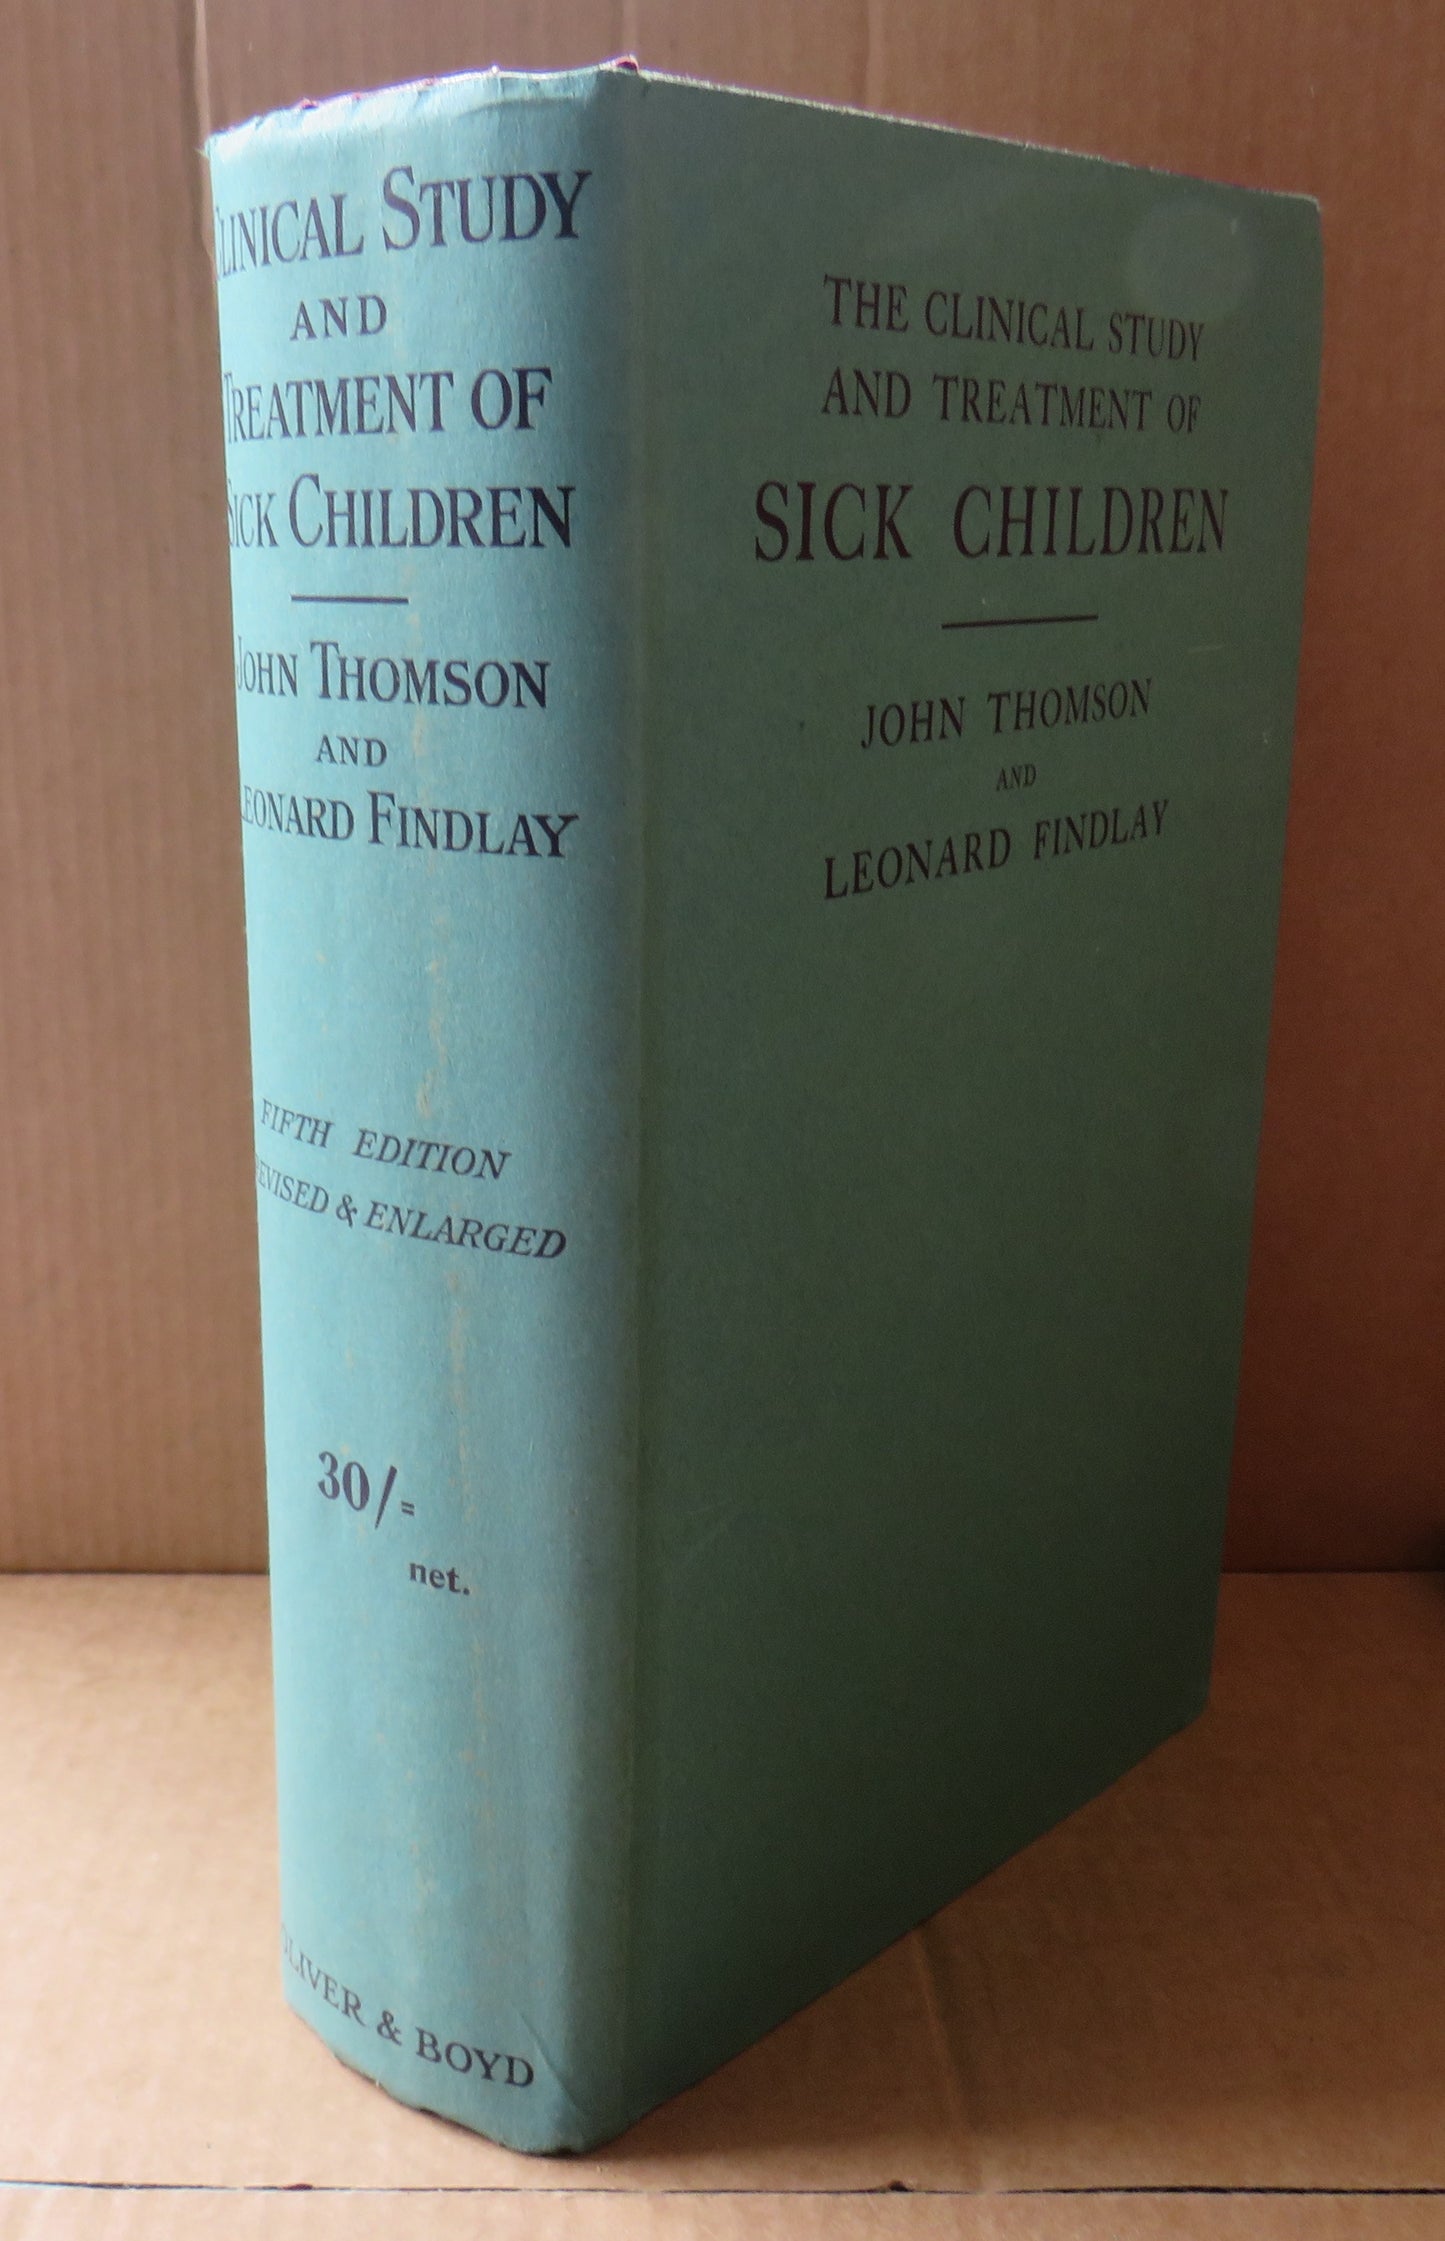 CLINICAL STUDY
AND
TREATMENT OF
SICK CHILDREN
JOHN THOMSON
AND
LEONARD FINDLAY
FIFTH EDITION
REVISED & ENLARGED
30/=
net.
OLIVER & BOYD
THE CLINICAL STUDY
AND TREATMENT OF
SICK CHILDREN
JOHN THOMSON
AND
LEONARD FINDLAY